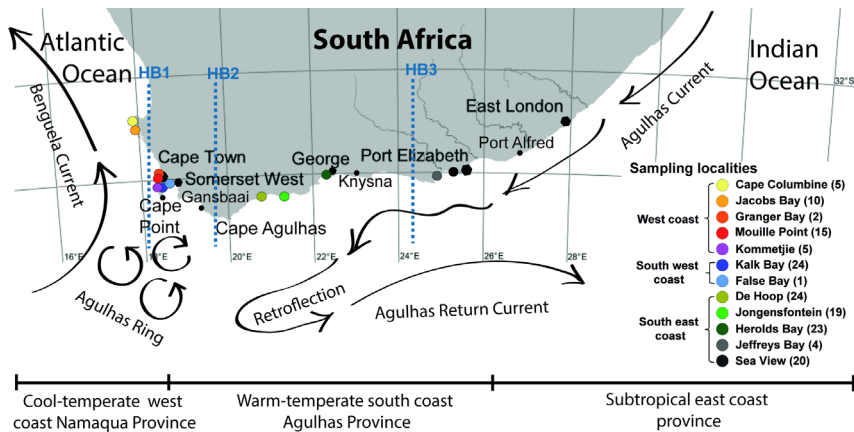 South Africa
Atlantic
Ocean
Indian
Ocean
HB1
HB2
HB3
32°S
Benguela Current
Agulhas Current
East London
Port Alfred
Port Elizabeth
George
Knysna
Cape Town
Somerset West
Gansbaai
Cape
Point
Cape Agulhas
16°E
18°E
20°E
22°E
24°E
26°E
28°E
Agulhas Ring
Retroflection
Agulhas Return Current
Sampling localities
West coast
Cape Columbine (5)
Jacobs Bay (10)
Granger Bay (2)
Mouille Point (15)
Kommetjie (5)
South west
coast
Kalk Bay (24)
False Bay (1)
South east
coast
De Hoop (24)
Jongensfontein (19)
Herolds Bay (23)
Jeffreys Bay (4)
Sea View (20)
Cool-temperate west
coast Namaqua Province
Warm-temperate south coast
Agulhas Province
Subtropical east coast
province